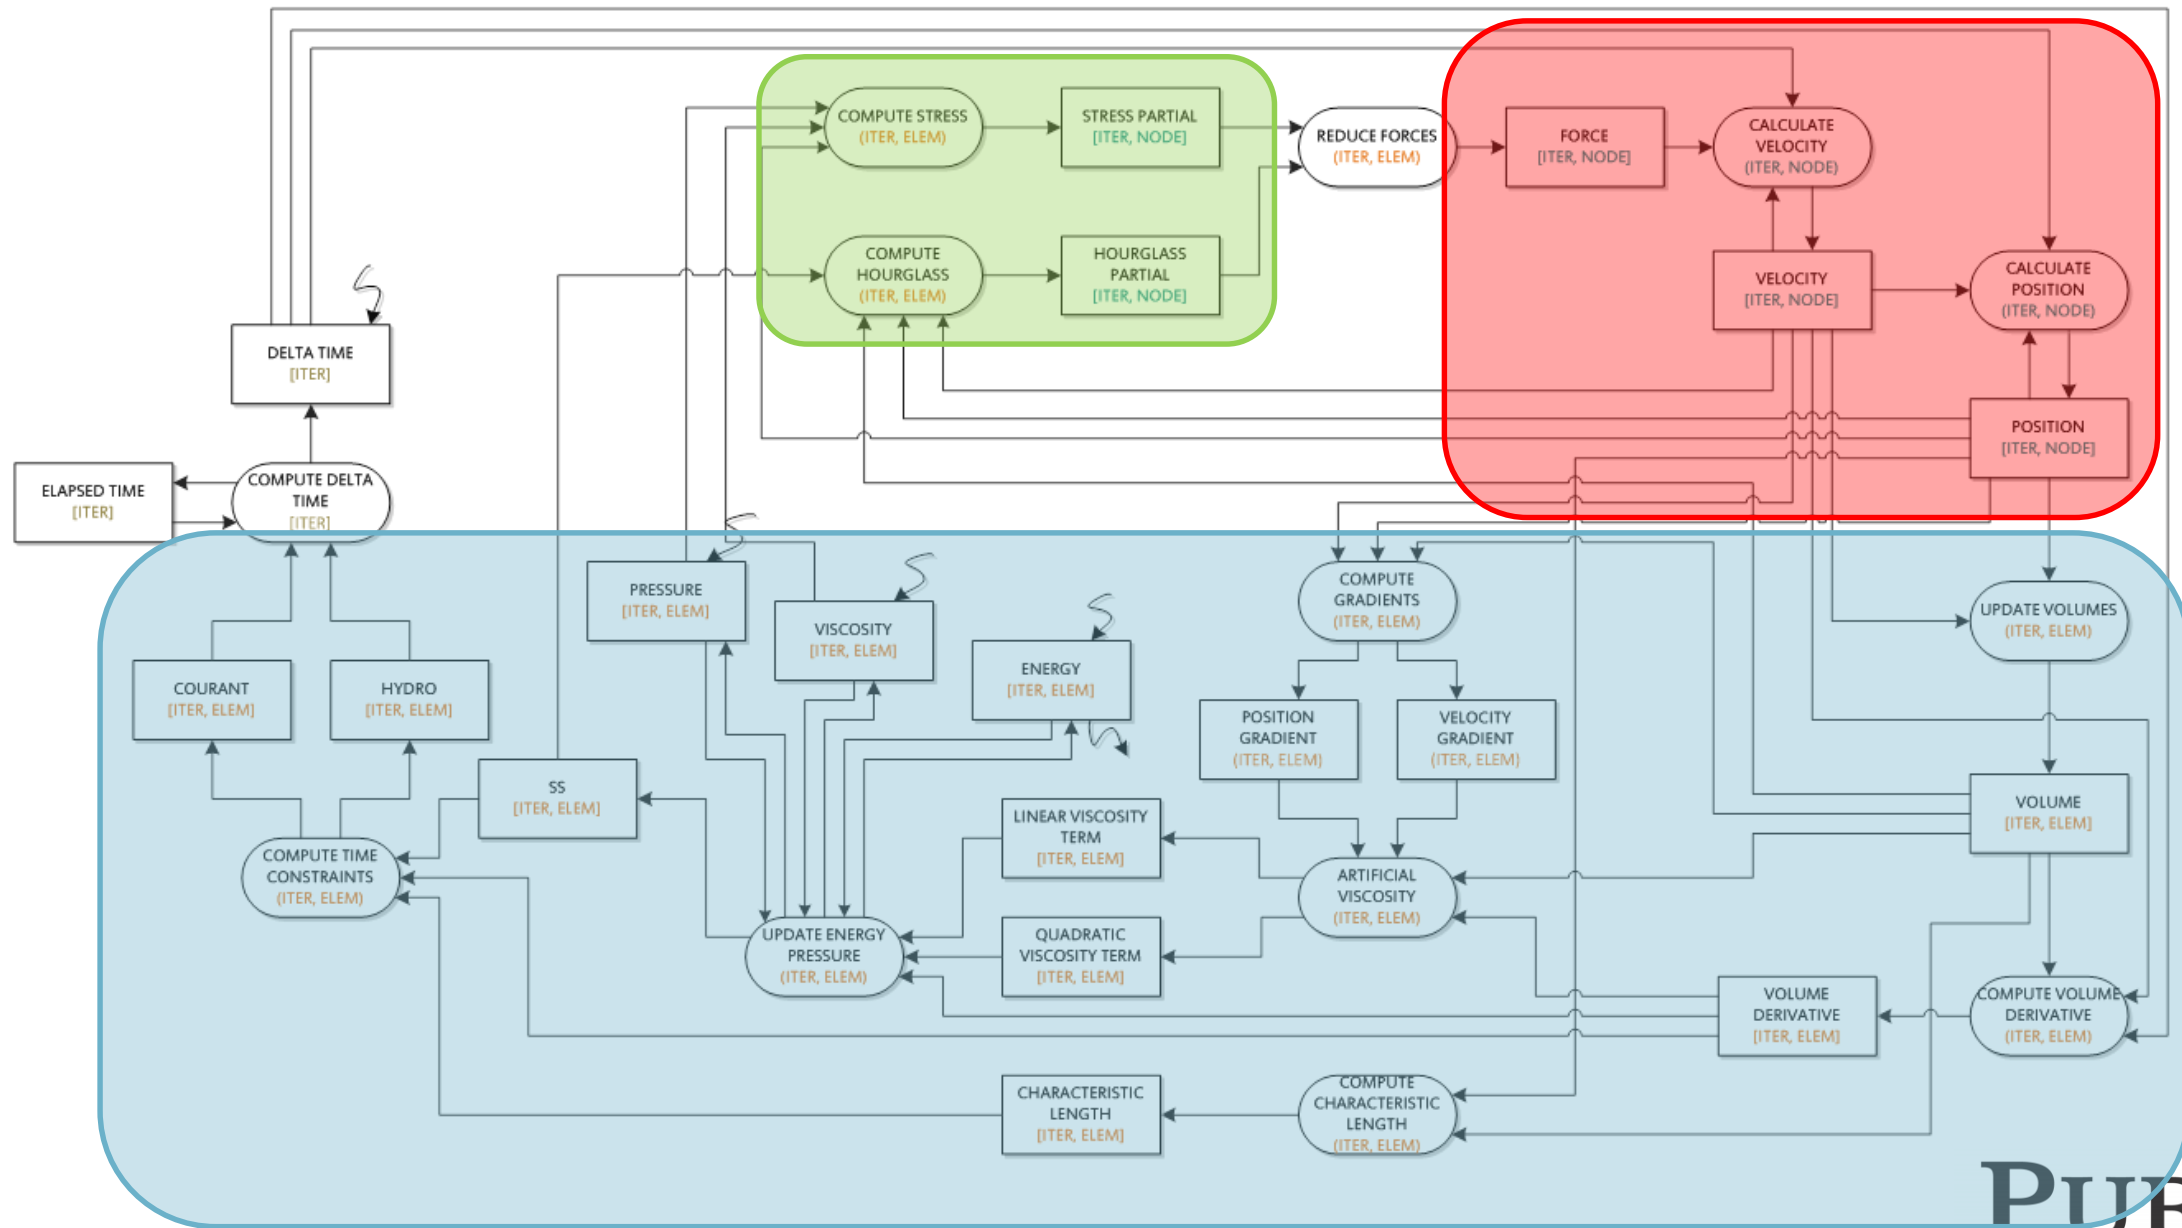 COMPUTE STRESS
(ITER, ELEM)
STRESS PARTIAL
[ITER, NODE]
REDUCE FORCES
(ITER, ELEM)
FORCE
[ITER, NODE]
CALCULATE
VELOCITY
(ITER, NODE)
COMPUTE
HOURGLASS
(ITER, ELEM)
HOURGLASS
PARTIAL
[ITER, NODE]
VELOCITY
[ITER, NODE]
CALCULATE
POSITION
(ITER, NODE)
DELTA TIME
[ITER]
POSITION
[ITER, NODE]
ELAPSED TIME
[ITER]
COMPUTE DELTA
TIME
[ITER]
PRESSURE
[ITER, ELEM]
VISCOSITY
[ITER, ELEM]
ENERGY
[ITER, ELEM]
COMPUTE
GRADIENTS
(ITER, ELEM)
UPDATE VOLUMES
(ITER, ELEM)
COURANT
[ITER, ELEM]
HYDRO
[ITER, ELEM]
POSITION
GRADIENT
(ITER, ELEM)
VELOCITY
GRADIENT
(ITER, ELEM)
SS
[ITER, ELEM]
LINEAR VISCOSITY
TERM
[ITER, ELEM]
VOLUME
[ITER, ELEM]
COMPUTE TIME
CONSTRAINTS
(ITER, ELEM)
ARTIFICIAL
VISCOSITY
(ITER, ELEM)
UPDATE ENERGY
PRESSURE
(ITER, ELEM)
QUADRATIC
VISCOSITY TERM
[ITER, ELEM]
VOLUME
DERIVATIVE
[ITER, ELEM]
COMPUTE VOLUME
DERIVATIVE
(ITER, ELEM)
CHARACTERISTIC
LENGTH
[ITER, ELEM]
COMPUTE
CHARACTERISTIC
LENGTH
(ITER, ELEM)